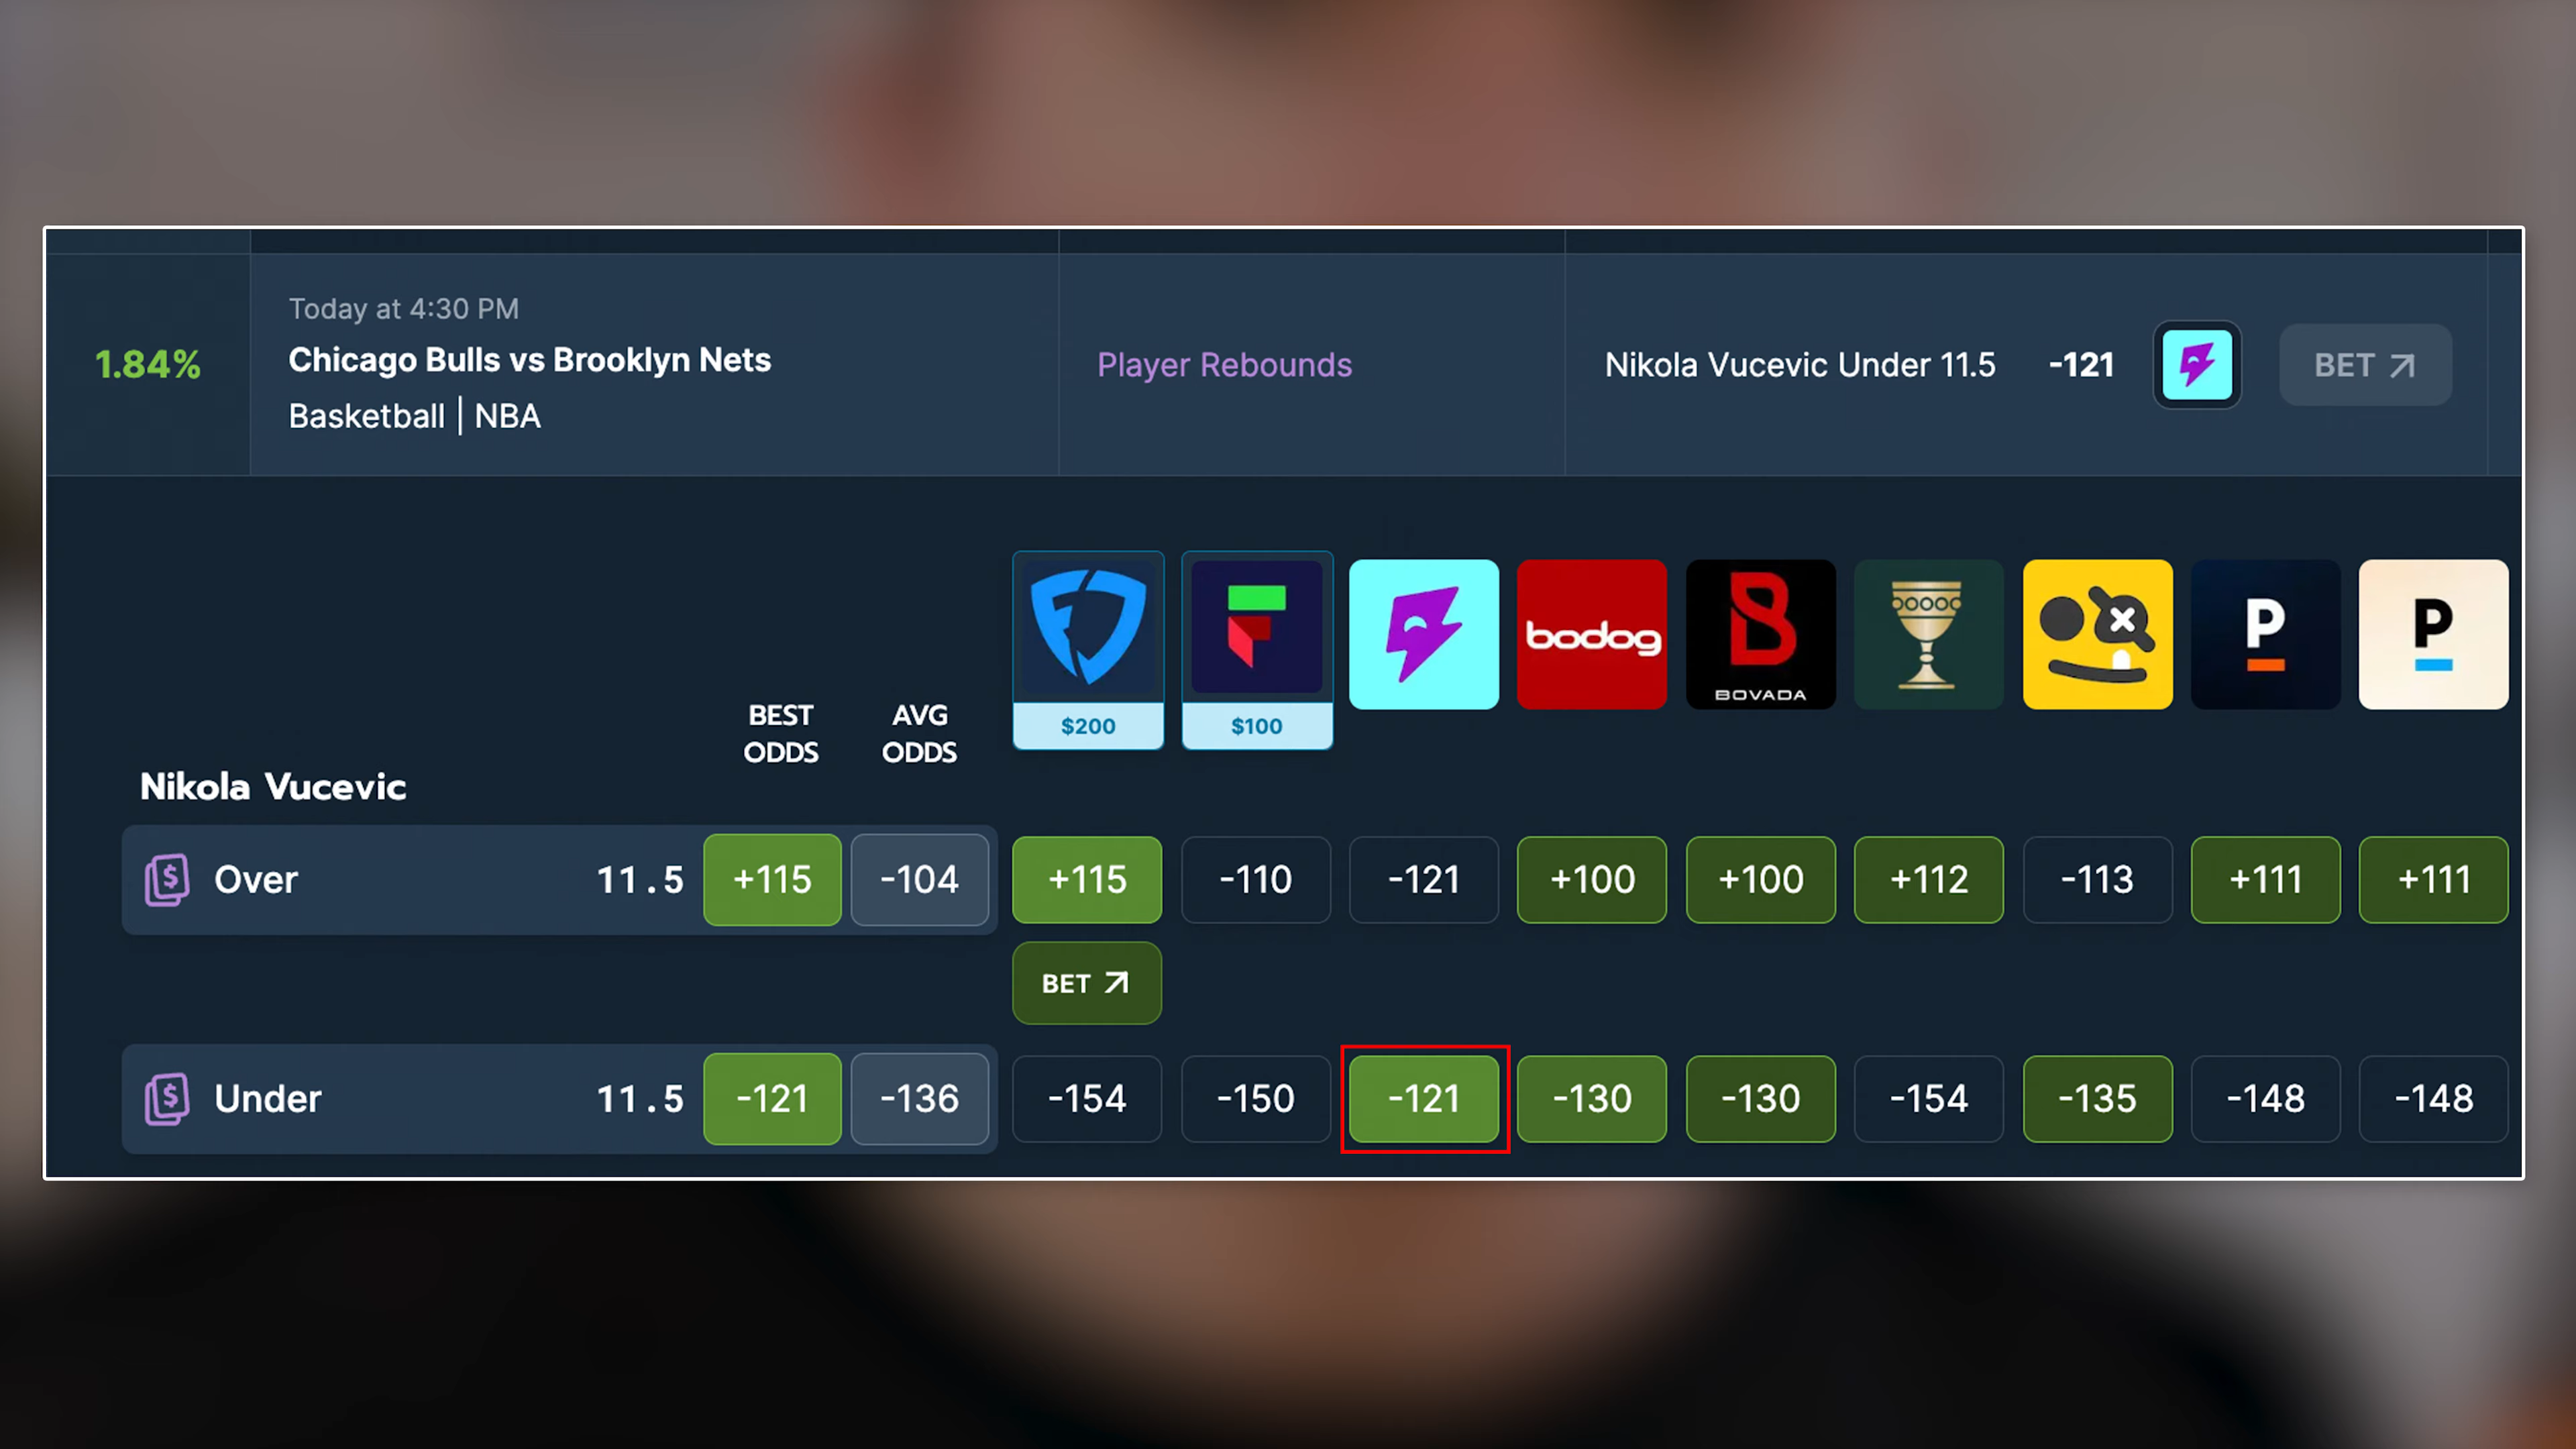 Today at 4:30 PM
1.84%
Chicago Bulls vs Brooklyn Nets
Basketball | NBA
Player Rebounds
Nikola Vucevic Under 11.5 -121 BET
bodog
BOVADA
P
P
$200 $100
BEST ODDS
AVG ODDS
Nikola Vucevic
Over 11.5 +115 -104 +115 -110 -121 +100 +100 +112 -113 +111 +111
BET
Under 11.5 -121 -136 -154 -150 -121 -130 -130 -154 -135 -148 -148